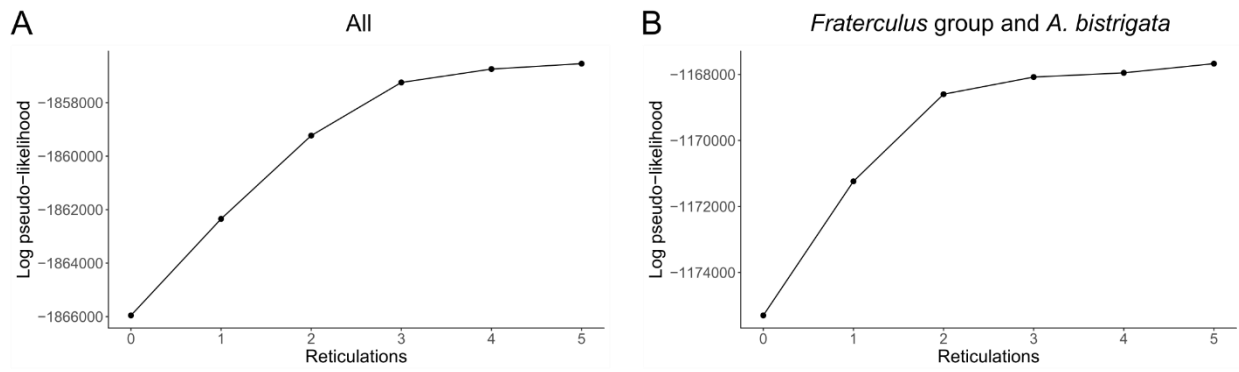 A
All
Log pseudo-likelihood
−1858000
−1860000
−1862000
−1864000
−1866000
0 1 2 3 4 5
Reticulations
B
Fraterculus group and A. bistrigata
Log pseudo-likelihood
−1168000
−1170000
−1172000
−1174000
0 1 2 3 4 5
Reticulations